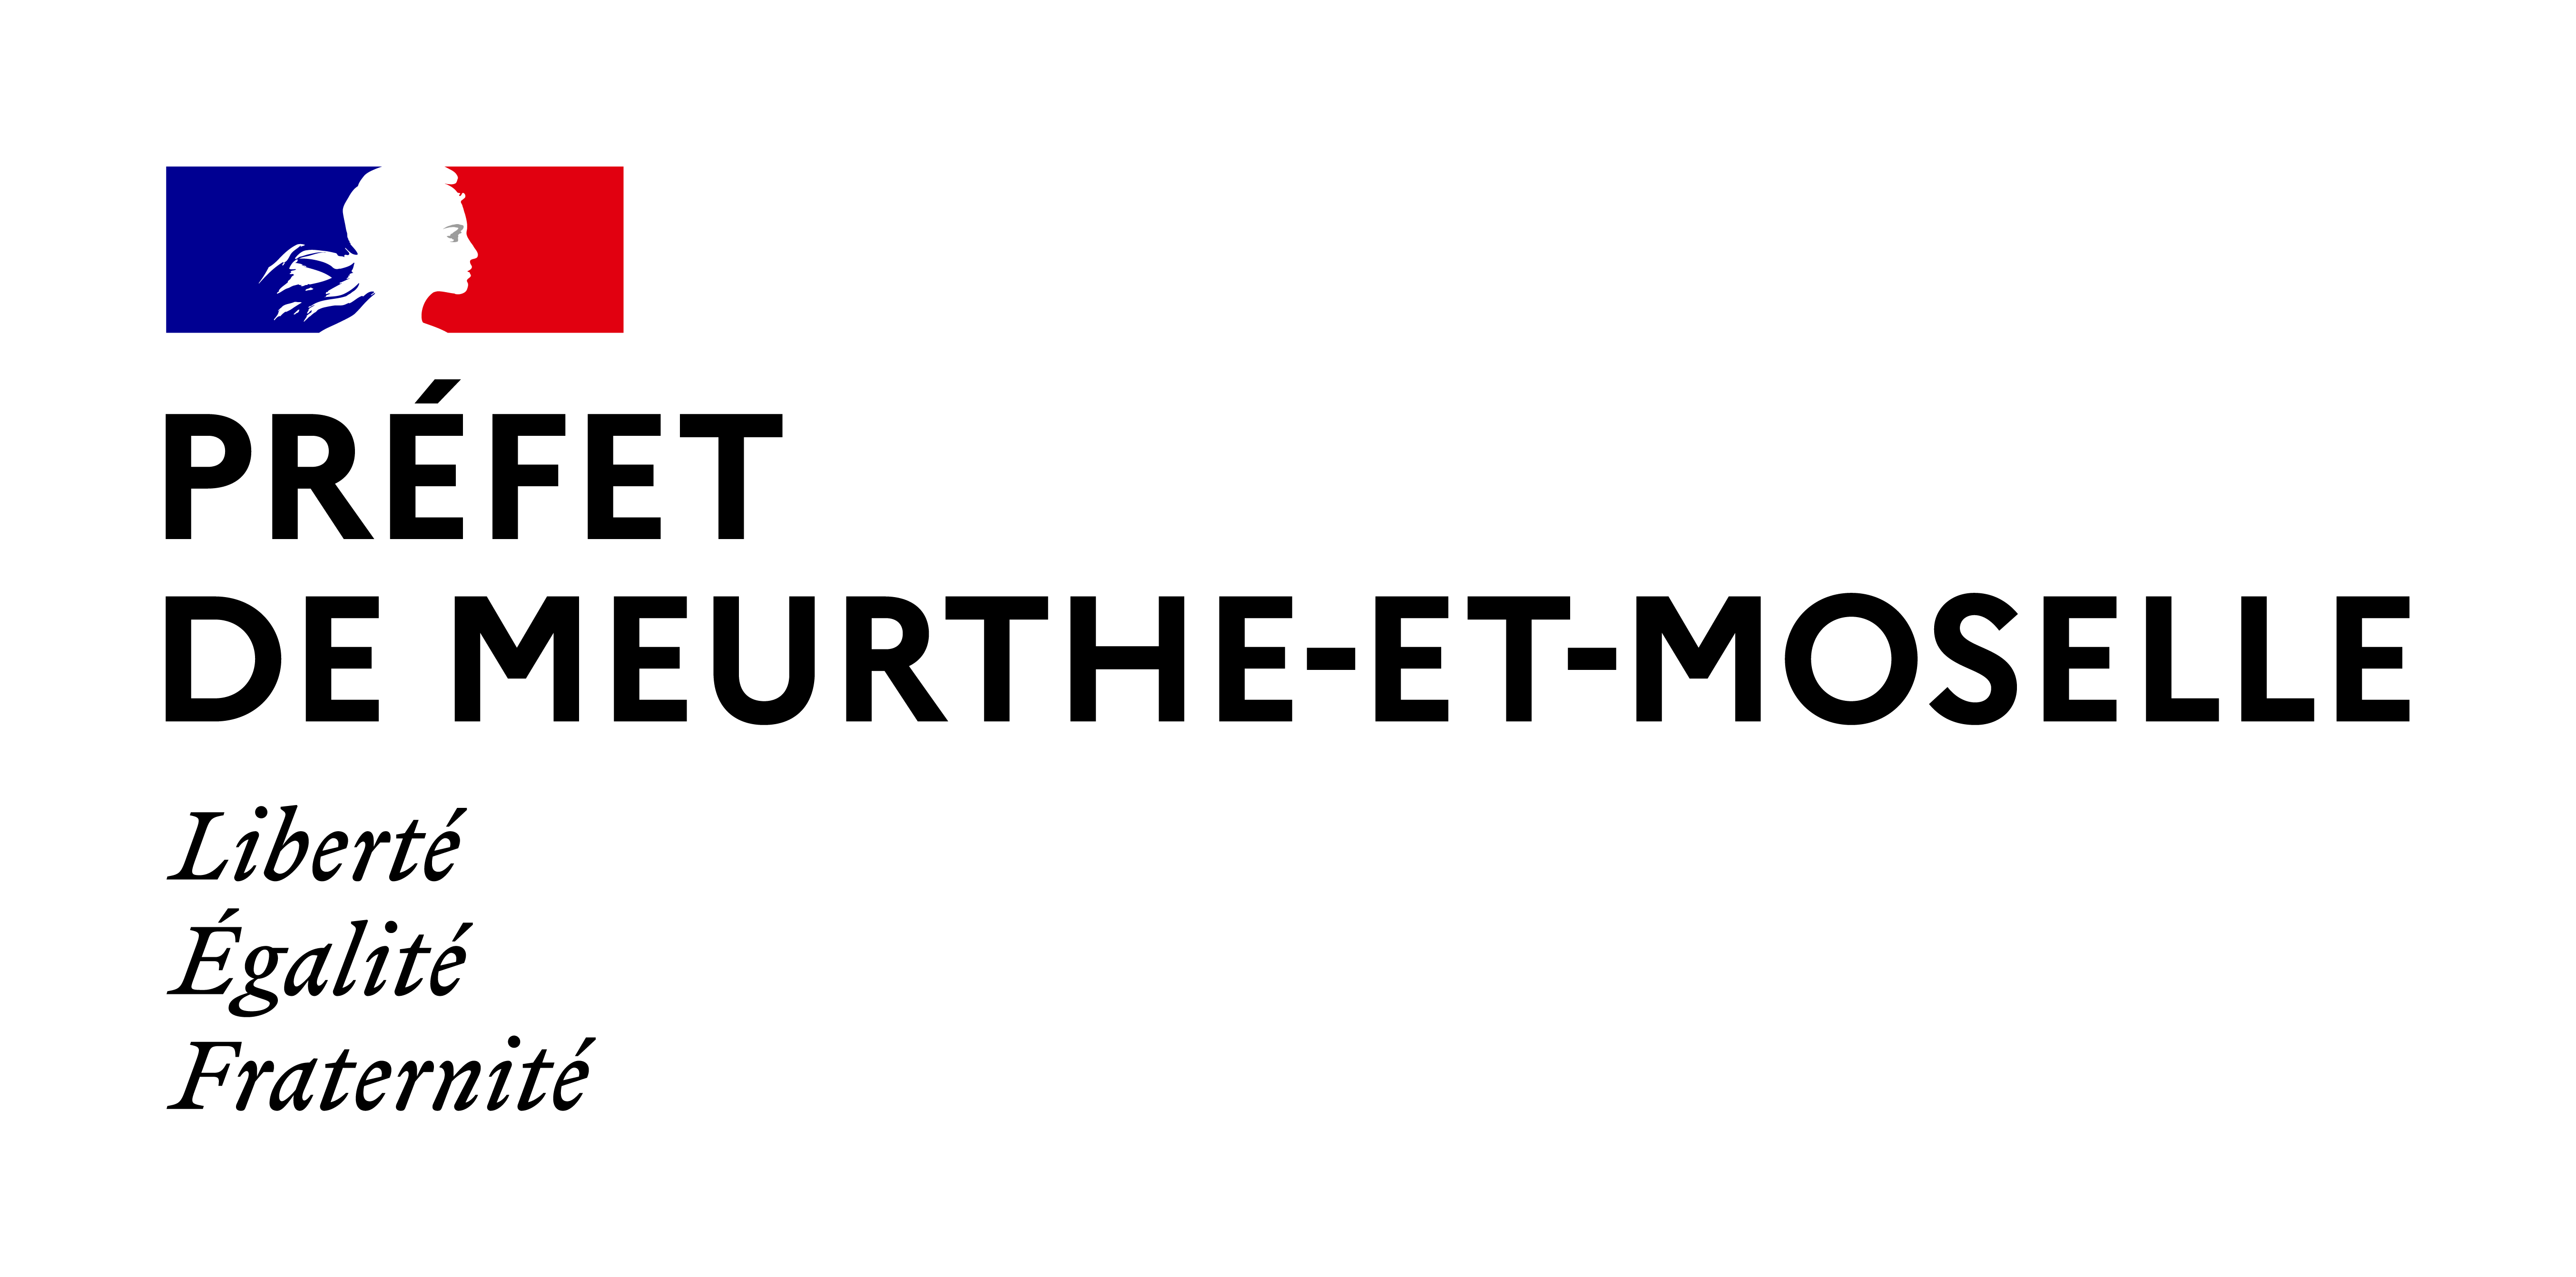 PRÉFET
DE MEURTHE-ET-MOSELLE
Liberté
Égalité
Fraternité